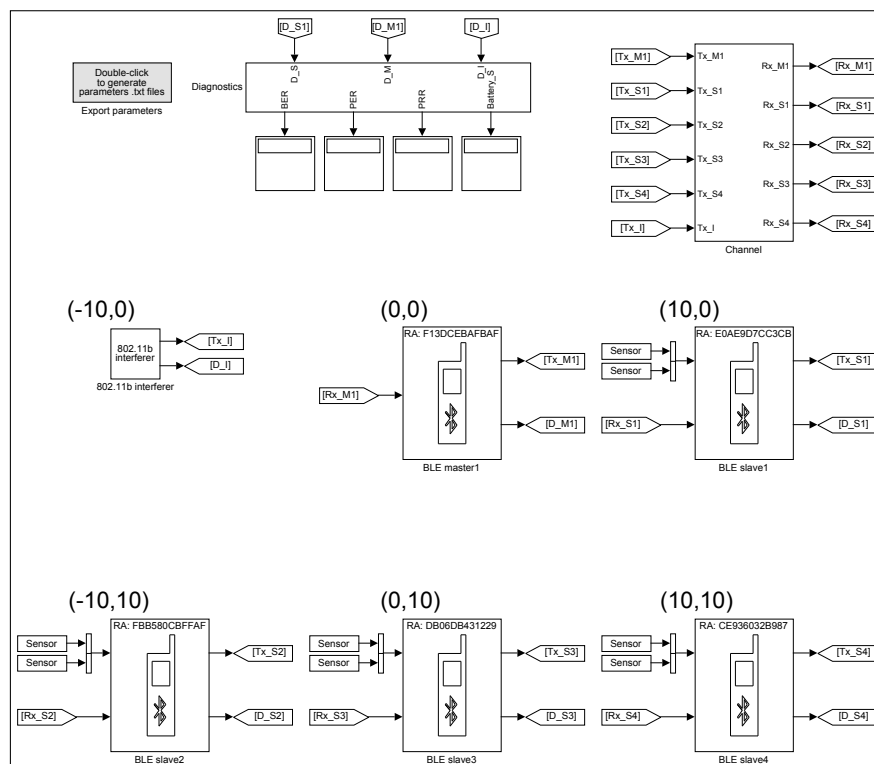 [D_S1]
[D_M1]
[D_I]
Double-click
to generate
parameters .txt files
Export parameters
Diagnostics
D_S
D_M
D_I
BER
PER
PRR
Battery_S
[Tx_M1]
[Tx_S1]
[Tx_S2]
[Tx_S3]
[Tx_S4]
[Tx_I]
Tx_M1
Tx_S1
Tx_S2
Tx_S3
Tx_S4
Tx_I
Rx_M1
Rx_S1
Rx_S2
Rx_S3
Rx_S4
[Rx_M1]
[Rx_S1]
[Rx_S2]
[Rx_S3]
[Rx_S4]
Channel
(-10,0)
802.11b
interferer
[Tx_I]
[D_I]
802.11b interferer
(0,0)
RA: F13DCEBAFBAF
[Rx_M1]
[Tx_M1]
[D_M1]
BLE master1
(10,0)
RA: E0AE9D7CC3CB
Sensor
Sensor
[Rx_S1]
[Tx_S1]
[D_S1]
BLE slave1
(-10,10)
RA: FBB580CBFFAF
Sensor
Sensor
[Rx_S2]
[Tx_S2]
[D_S2]
BLE slave2
(0,10)
RA: DB06DB431229
Sensor
Sensor
[Rx_S3]
[Tx_S3]
[D_S3]
BLE slave3
(10,10)
RA: CE936032B987
Sensor
Sensor
[Rx_S4]
[Tx_S4]
[D_S4]
BLE slave4